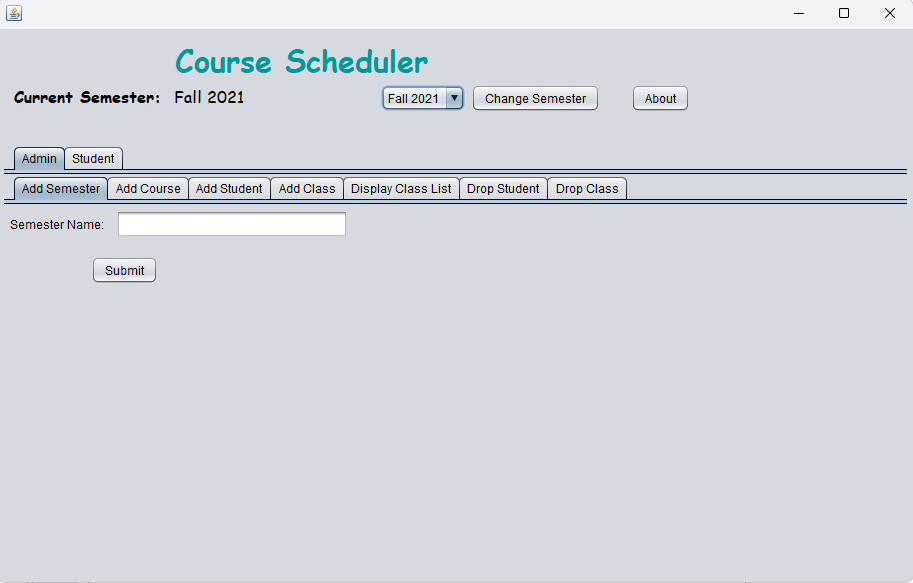 Course Scheduler
Current Semester: Fall 2021 Fall 2021 Change Semester About
Admin Student
Add Semester Add Course Add Student Add Class Display Class List Drop Student Drop Class
Semester Name:
Submit